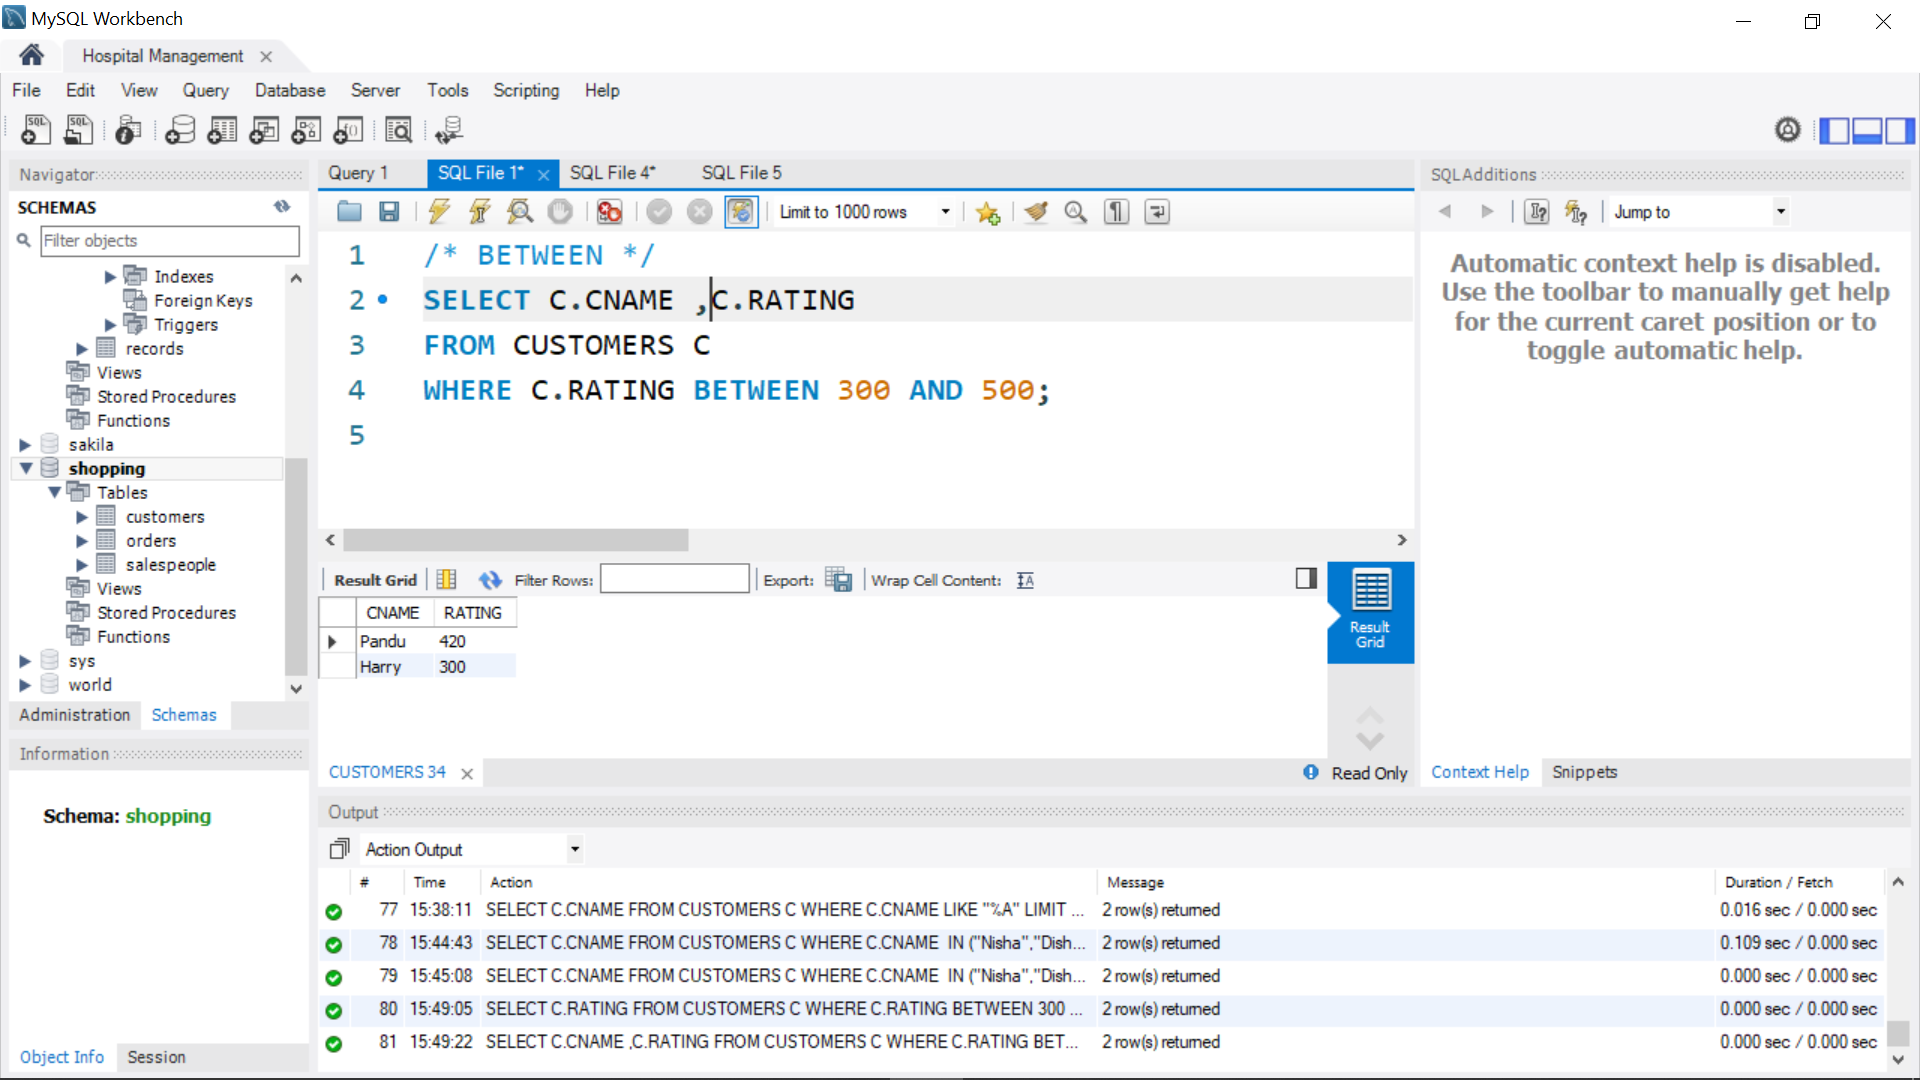 MySQL Workbench
Hospital Management
File Edit View Query Database Server Tools Scripting Help
Navigator
SCHEMAS
Filter objects
Indexes
Foreign Keys
Triggers
records
Views
Stored Procedures
Functions
sakila
shopping
Tables
customers
orders
salespeople
Views
Stored Procedures
Functions
sys
world
Administration Schemas
Information
Schema: shopping
Object Info Session
Query 1 SQL File 1* SQL File 4* SQL File 5
Limit to 1000 rows
1 /* BETWEEN */
2 SELECT C.CNAME ,C.RATING
3 FROM CUSTOMERS C
4 WHERE C.RATING BETWEEN 300 AND 500;
5
Result Grid Filter Rows: Export: Wrap Cell Content:
CNAME RATING
Pandu 420
Harry 300
Result
Grid
CUSTOMERS 34
Read Only
SQLAdditions
Jump to
Automatic context help is disabled.
Use the toolbar to manually get help
for the current caret position or to
toggle automatic help.
Context Help Snippets
Output
Action Output
# Time Action Message Duration / Fetch
77 15:38:11 SELECT C.CNAME FROM CUSTOMERS C WHERE C.CNAME LIKE "%A" LIMIT ... 2 row(s) returned 0.016 sec / 0.000 sec
78 15:44:43 SELECT C.CNAME FROM CUSTOMERS C WHERE C.CNAME IN ("Nisha","Dish... 2 row(s) returned 0.109 sec / 0.000 sec
79 15:45:08 SELECT C.CNAME FROM CUSTOMERS C WHERE C.CNAME IN ("Nisha","Dish... 2 row(s) returned 0.000 sec / 0.000 sec
80 15:49:05 SELECT C.RATING FROM CUSTOMERS C WHERE C.RATING BETWEEN 300 ... 2 row(s) returned 0.000 sec / 0.000 sec
81 15:49:22 SELECT C.CNAME ,C.RATING FROM CUSTOMERS C WHERE C.RATING BET... 2 row(s) returned 0.000 sec / 0.000 sec